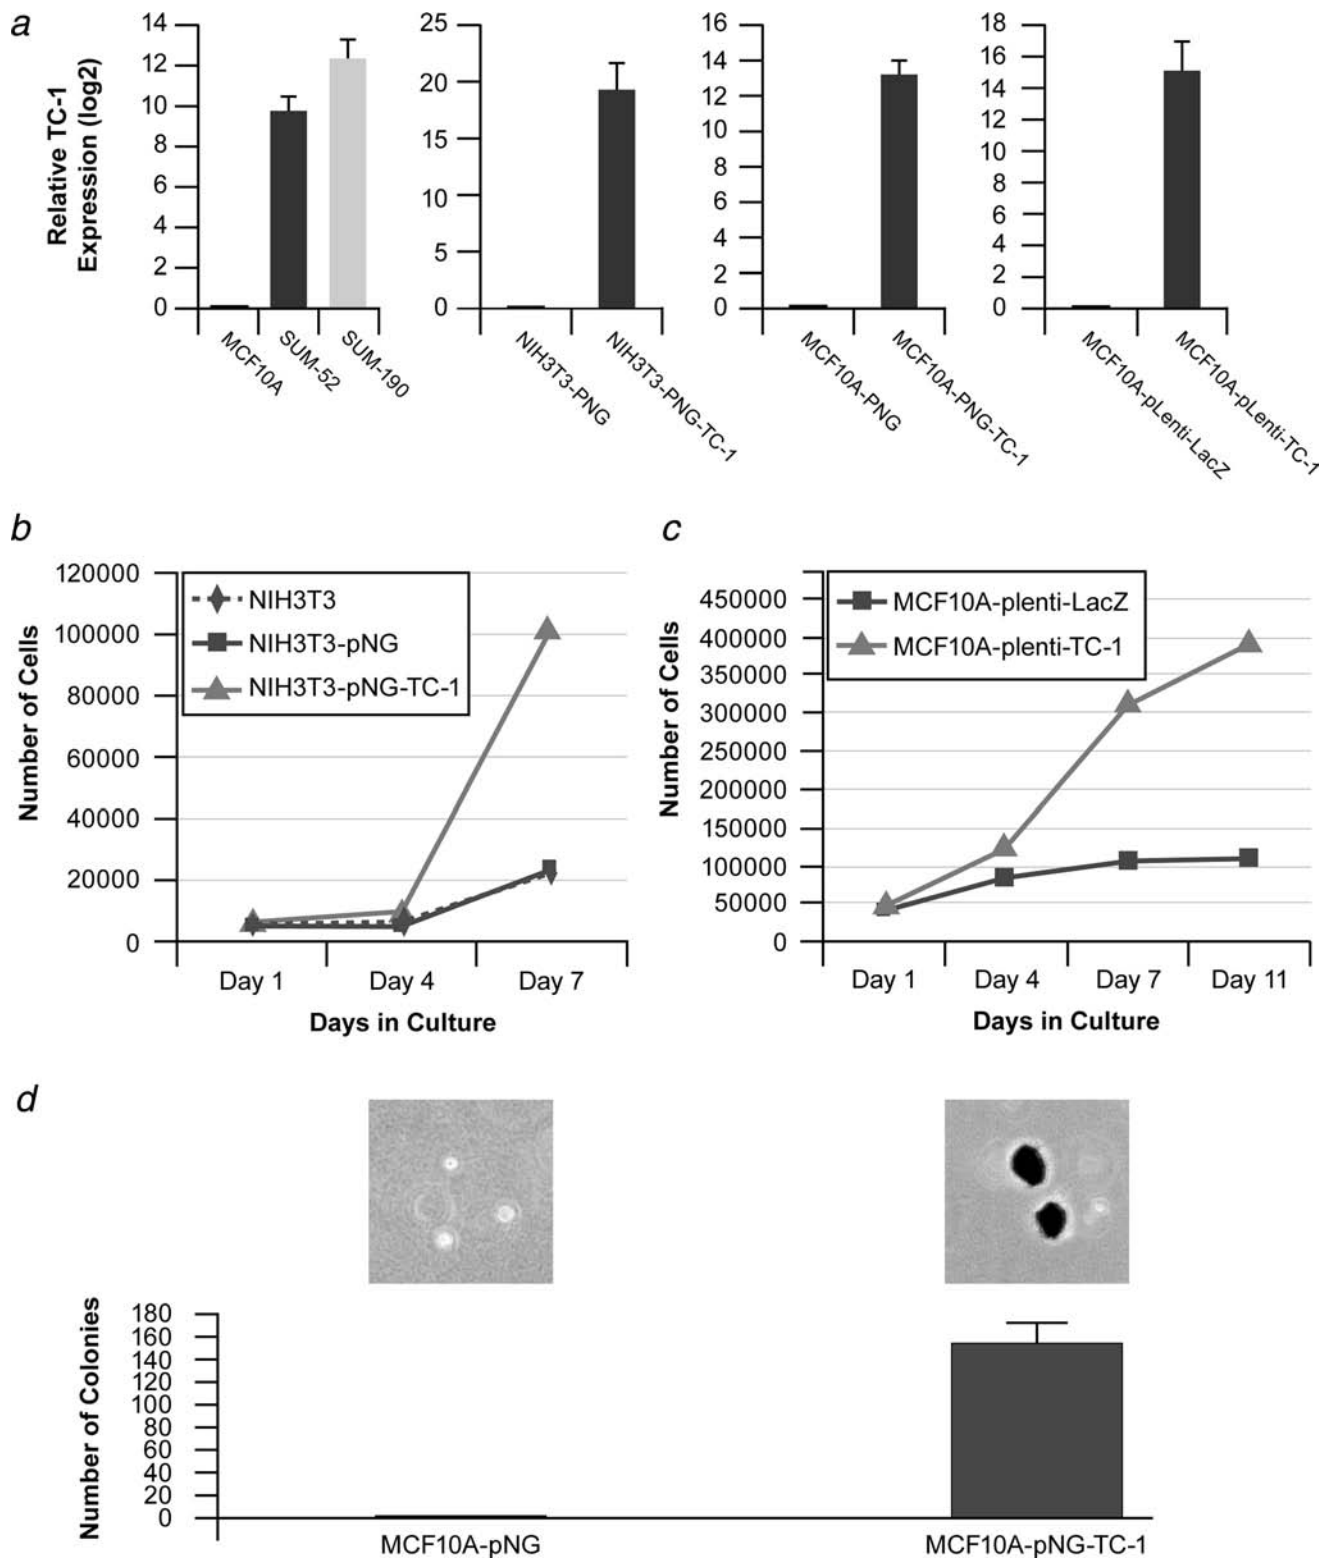 a
Relative TC-1
Expression (log2)
14
12
10
8
6
4
2
0
MCF10A
SUM-52
SUM-190
25
20
15
10
5
0
NIH3T3-PNG
NIH3T3-PNG-TC-1
16
14
12
10
8
6
4
2
0
MCF10A-PNG
MCF10A-PNG-TC-1
18
16
14
12
10
8
6
4
2
0
MCF10A-pLenti-LacZ
MCF10A-pLenti-TC-1
b
Number of Cells
120000
100000
80000
60000
40000
20000
0
NIH3T3
NIH3T3-pNG
NIH3T3-pNG-TC-1
Day 1
Day 4
Day 7
Days in Culture
c
Number of Cells
450000
400000
350000
300000
250000
200000
150000
100000
50000
0
MCF10A-plenti-LacZ
MCF10A-plenti-TC-1
Day 1
Day 4
Day 7
Day 11
Days in Culture
d
Number of Colonies
180
160
140
120
100
80
60
40
20
0
MCF10A-pNG
MCF10A-pNG-TC-1